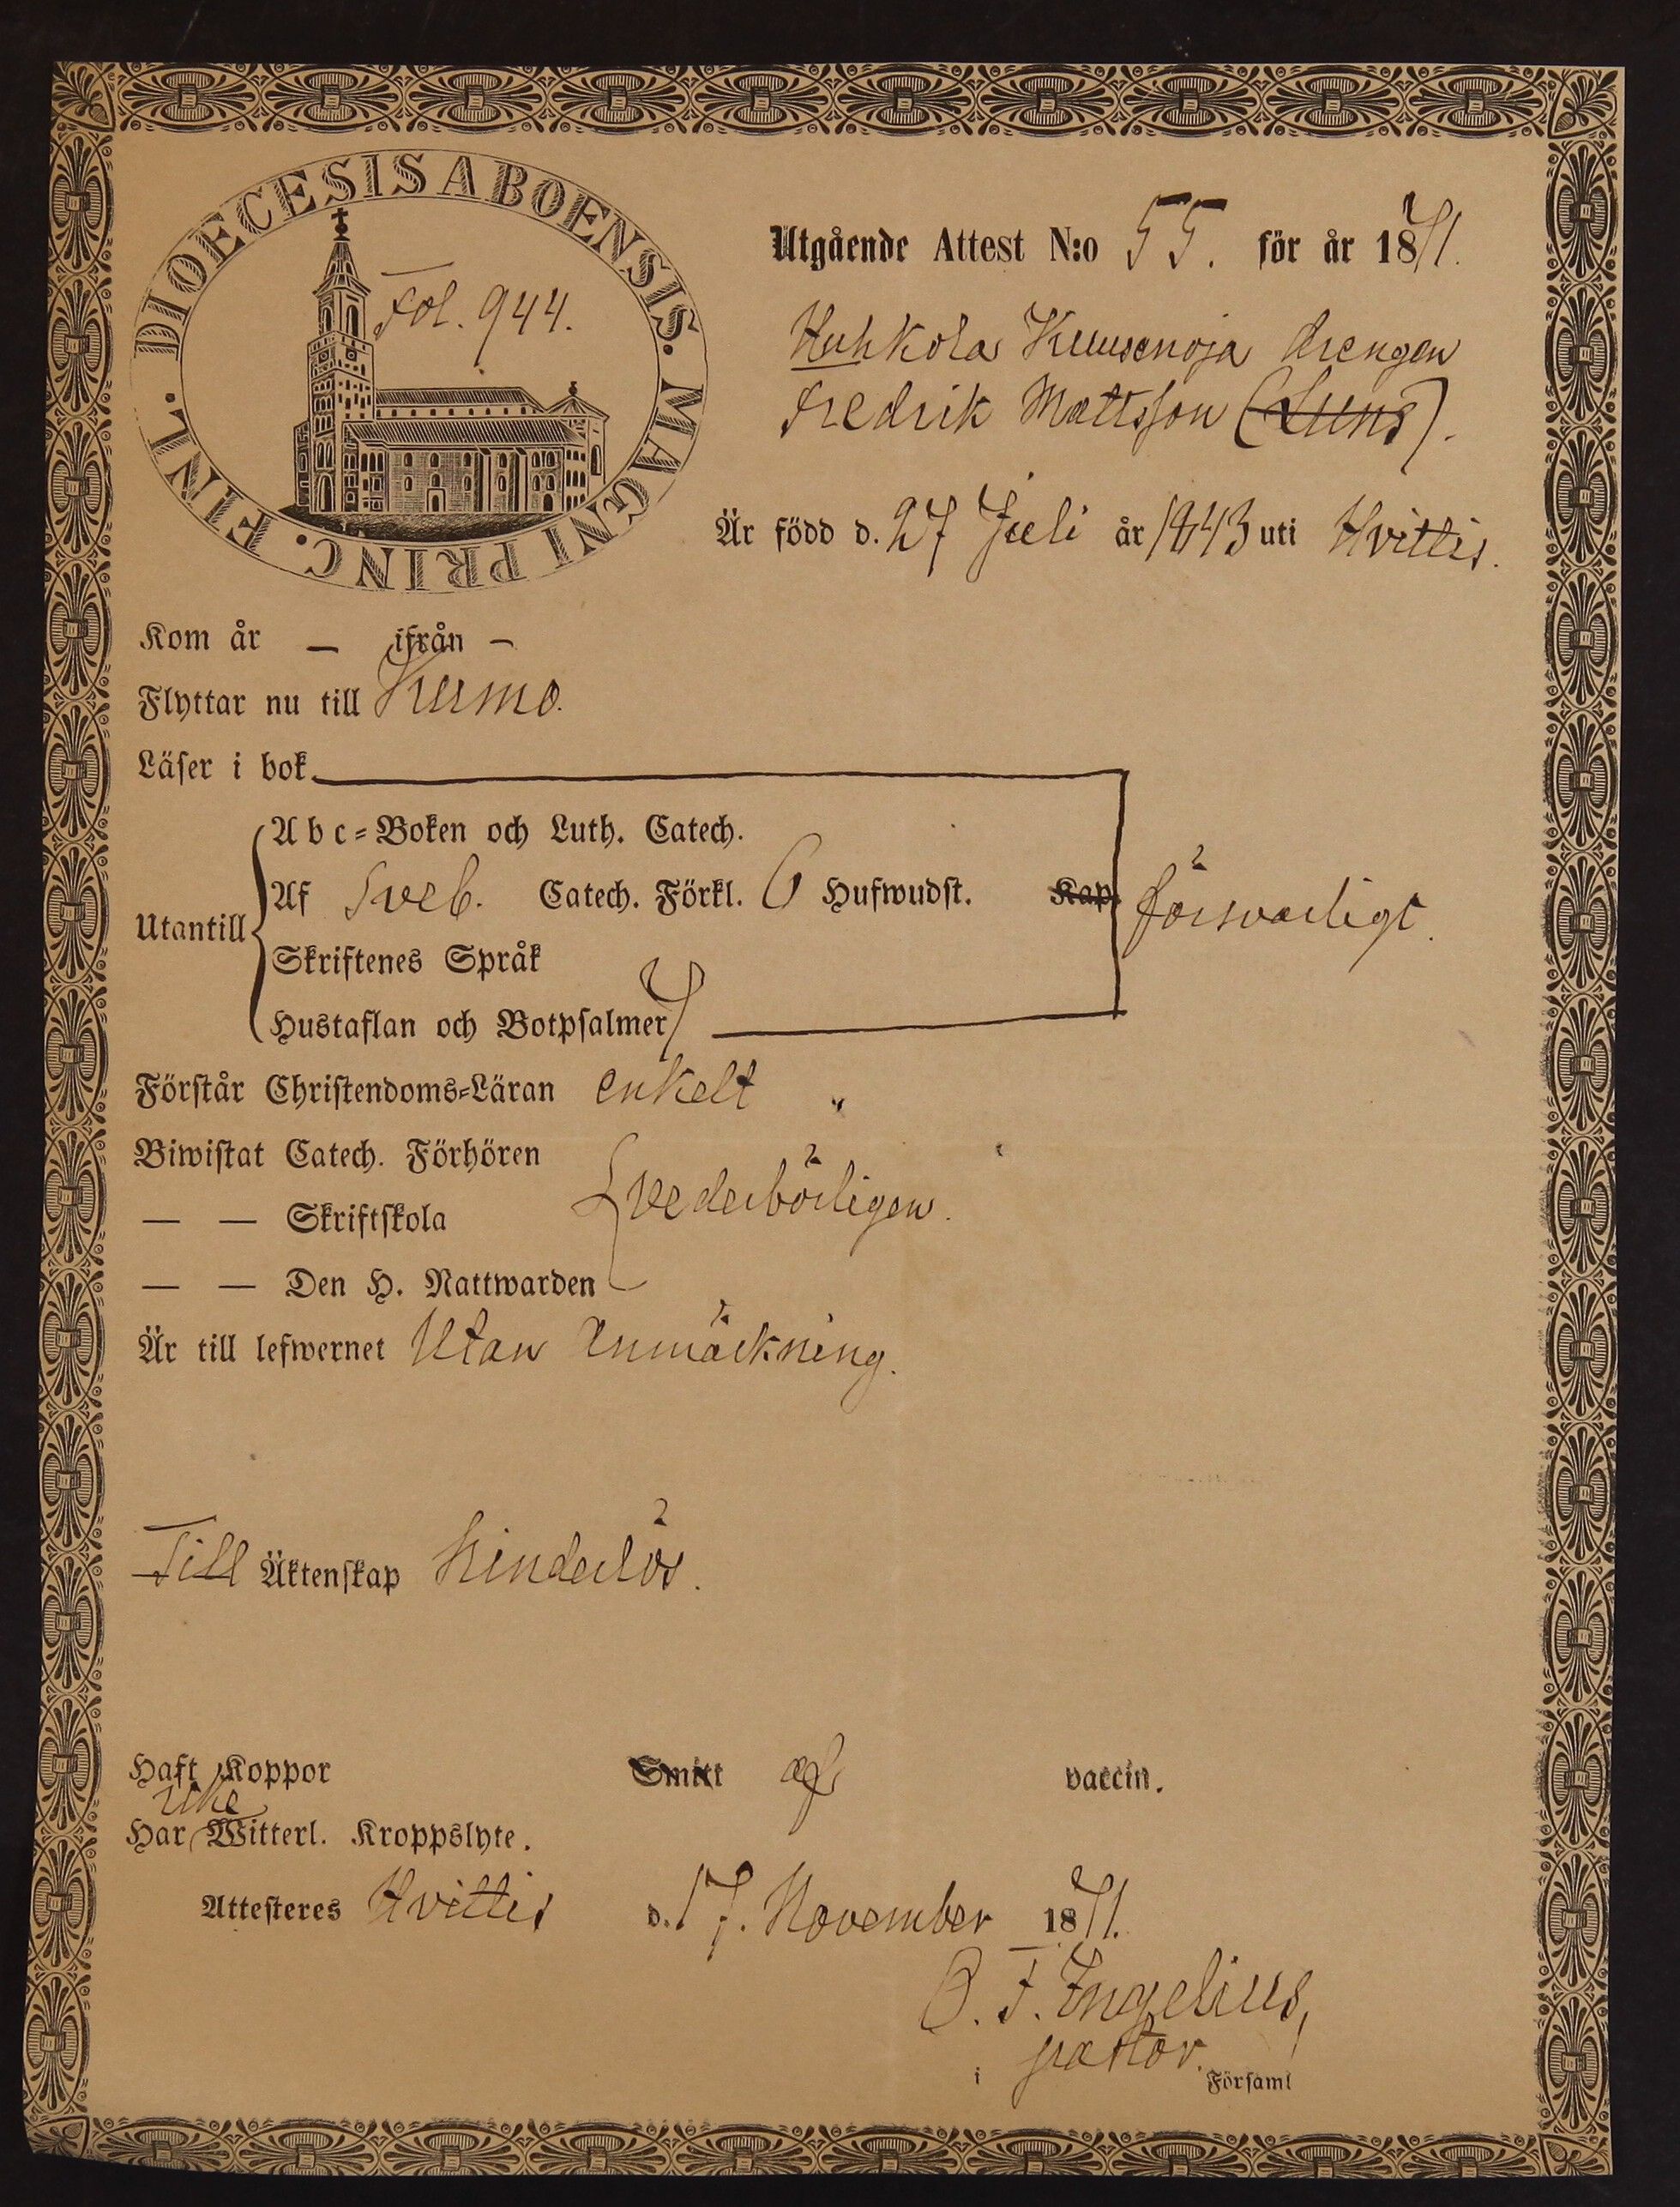 DIOECESIS ABOENSIS. MAGNI PRINC. FINL.
Fol. 944.
Utgående Attest N:o 55. för år 1871.
Huhkola Kuusenoja drengen
Fredrik Mattsson (Luns).
Är född d. 27 Juli år 1843 uti Hvittis.
Kom år – ifrån –
Flyttar nu till Kumo.
Läser i bok
Abc-Boken och Luth. Catech.
Utantill Af Sveb. Catech. Förkl. 6 Hufwudst. Kap. försvarligt.
Skriftenes Språk
Hustaflan och Botpsalmer 7
Förstår Christendoms-Läran enkelt
Biwistat Catech. Förhören
— — Skriftskola vederbörligen.
— — Den H. Nattwarden
Är till lefwernet Utan Anmärkning.
Till Äktenskap hinderlös.
Haft Koppor Smitt af vaccin.
icke
Har Witterl. Kroppslyte.
Attesteres Hvittis d. 17. November 1871.
O. F. Ingelius,
pastor.
i Församl